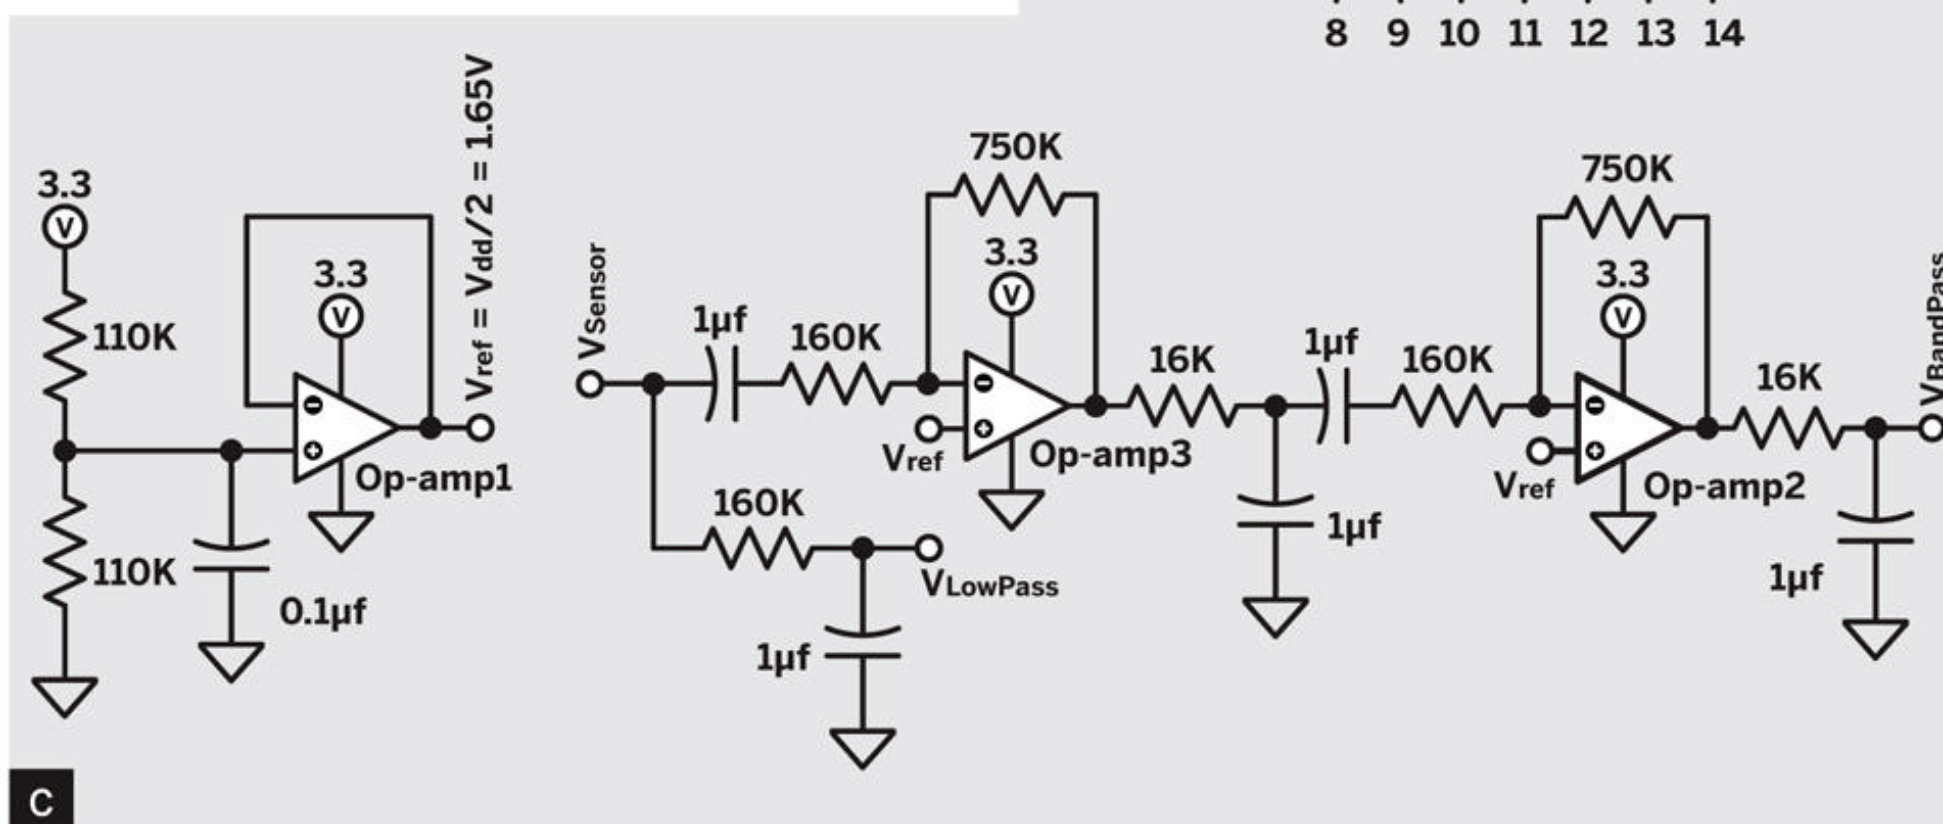 8 9 10 11 12 13 14
3.3
V
110K
110K
0.1µf
3.3
V
Op-amp1
Vref = Vdd/2 = 1.65V
VSensor
1µf
160K
750K
3.3
V
Vref
Op-amp3
160K
VLowPass
1µf
16K
1µf
1µf
160K
750K
3.3
V
Vref
Op-amp2
16K
1µf
VBandPass
C